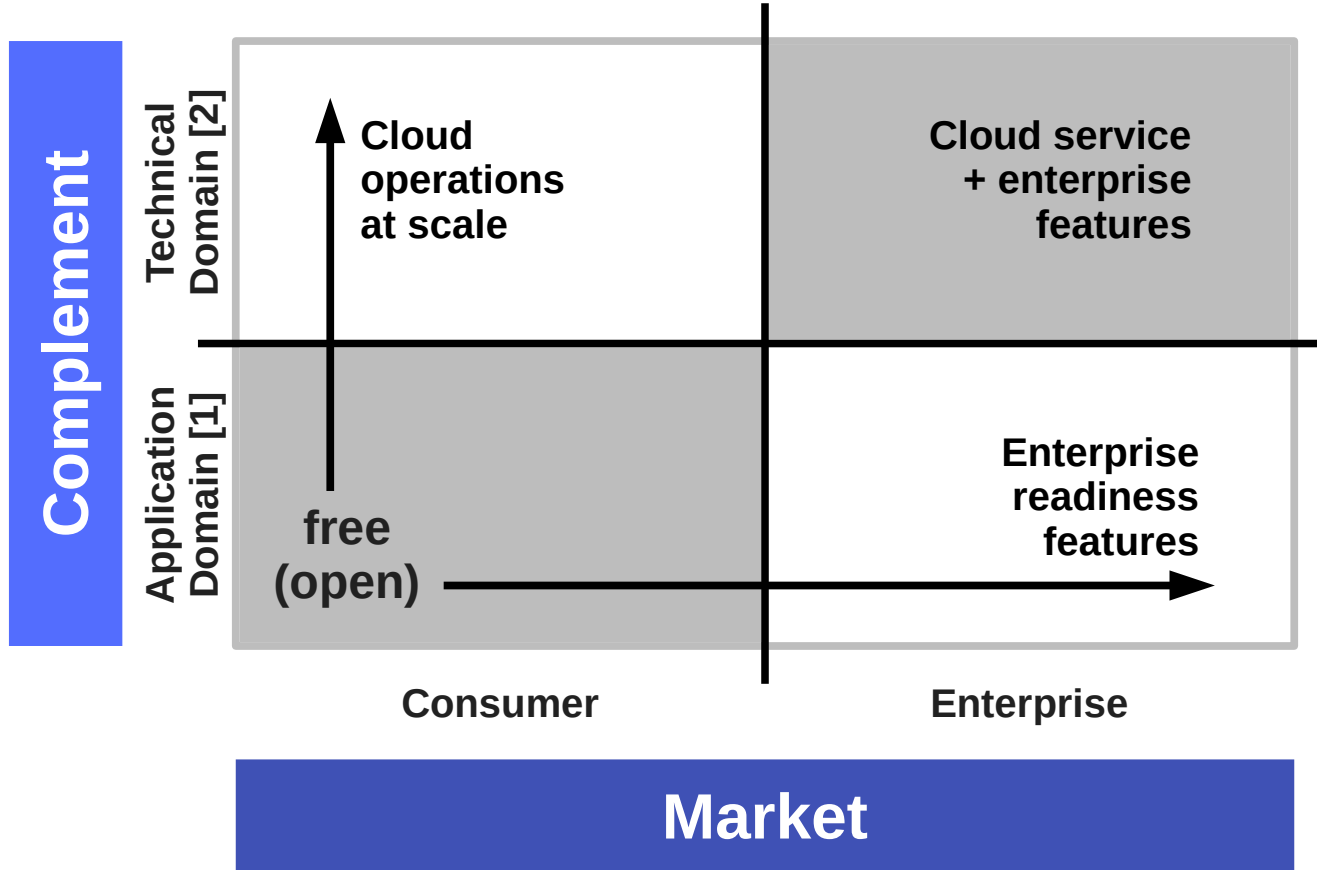 Complement
Technical
Domain [2]
Application
Domain [1]
Cloud
operations
at scale
Cloud service
+ enterprise
features
free
(open)
Enterprise
readiness
features
Consumer
Enterprise
Market